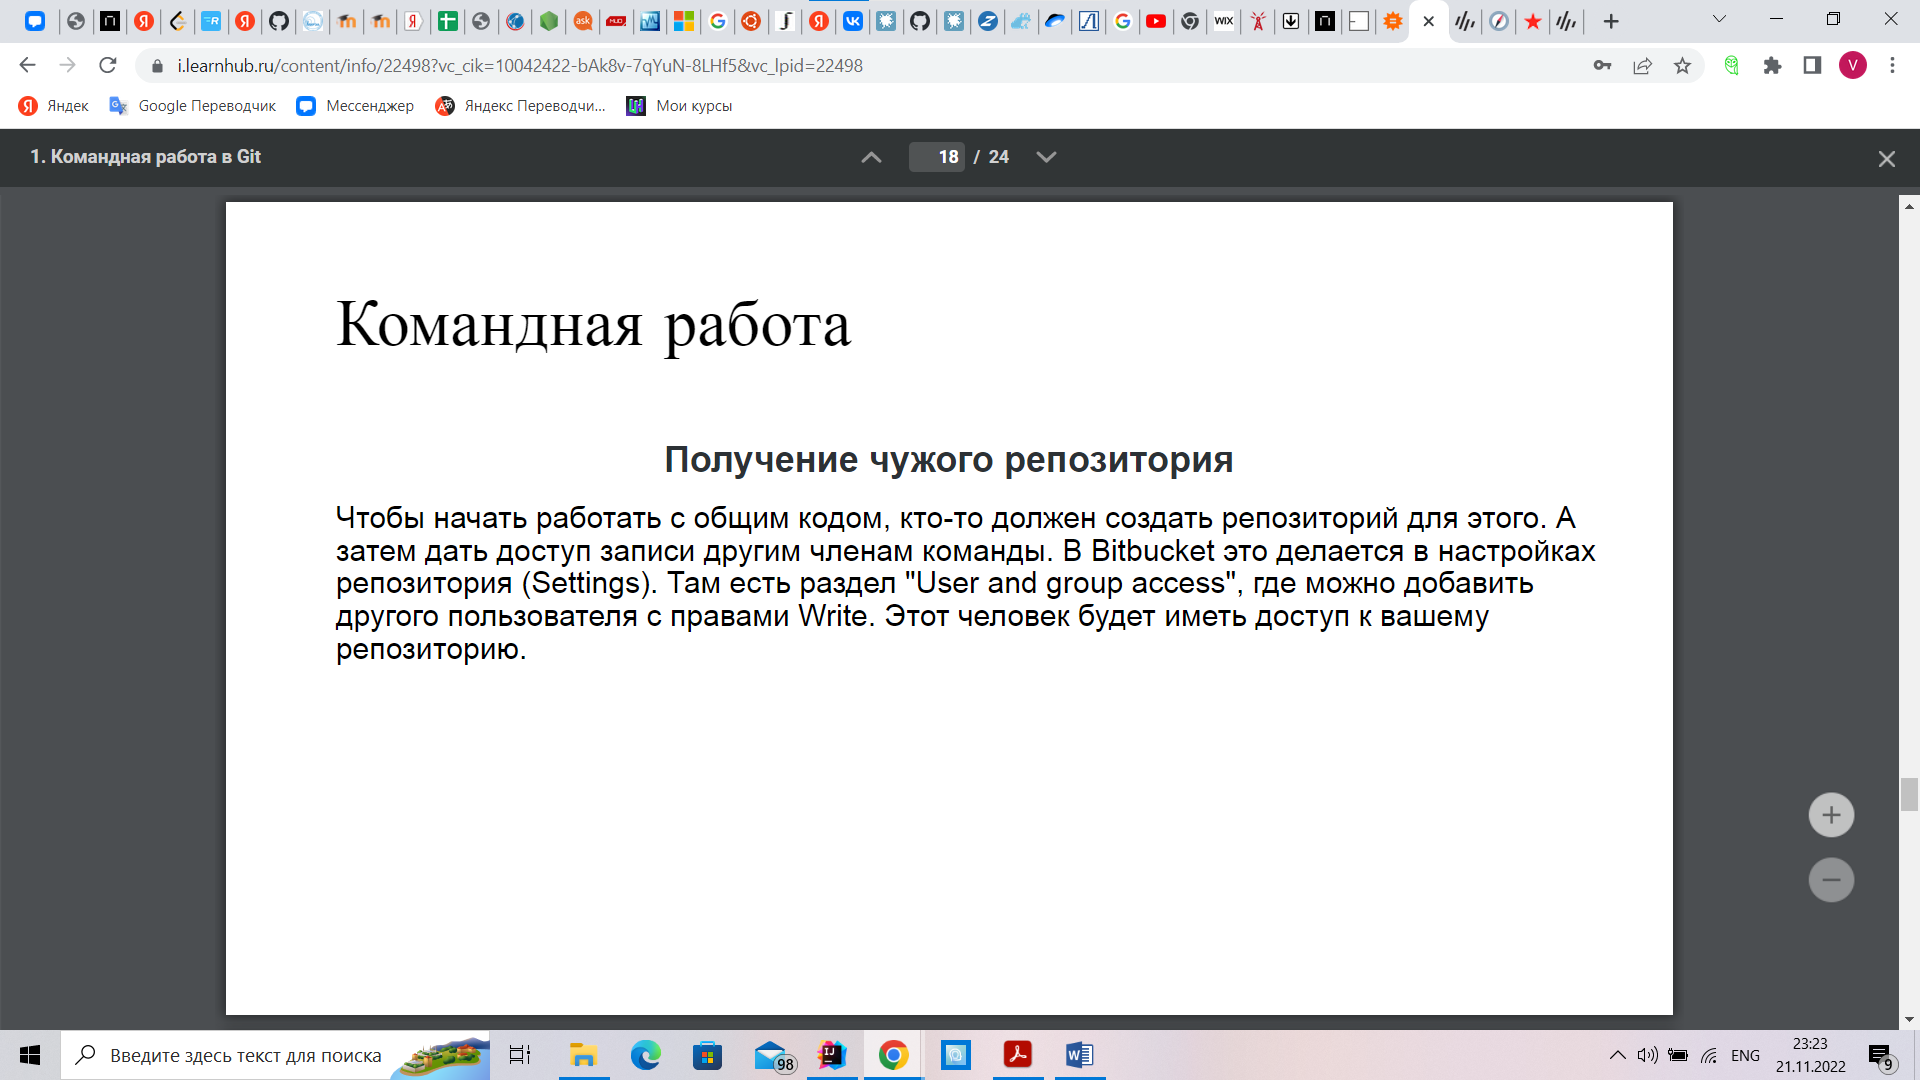 i.learnhub.ru/content/info/22498?vc_cik=10042422-bAk8v-7qYuN-8LHf5&vc_lpid=22498
V
Яндек
Google Переводчик
Мессенджер
Яндекс Переводчи...
Мои курсы
1. Командная работа в Git
18 / 24
Командная работа
Получение чужого репозитория
Чтобы начать работать с общим кодом, кто-то должен создать репозиторий для этого. А
затем дать доступ записи другим членам команды. В Bitbucket это делается в настройках
репозитория (Settings). Там есть раздел "User and group access", где можно добавить
другого пользователя с правами Write. Этот человек будет иметь доступ к вашему
репозиторию.
Введите здесь текст для поиска
98
ENG
23:23
21.11.2022
9